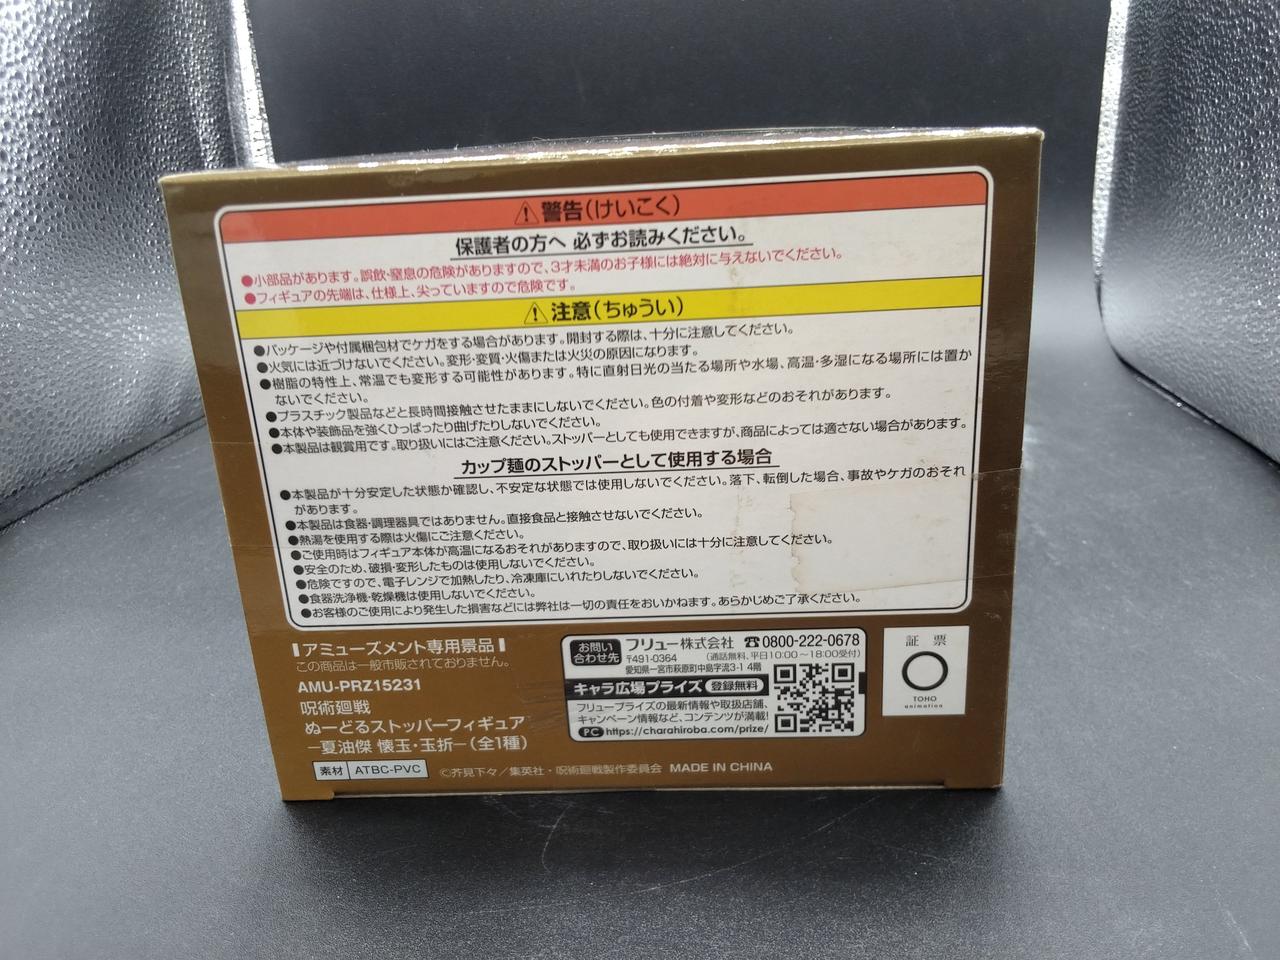 ⚠警告(けいこく)
保護者の方へ 必ずお読みください。
●小部品があります。誤飲・窒息の危険がありますので、3才未満のお子様には絶対に与えないでください。
●フィギュアの先端は、仕様上、尖っていますので危険です。
⚠注意(ちゅうい)
●パッケージや付属梱包材でケガをする場合があります。開封する際は、十分に注意してください。
●火気には近づけないでください。変形・変質・火傷または火災の原因になります。
●樹脂の特性上、常温でも変形する可能性があります。特に直射日光の当たる場所や水場、高温・多湿になる場所には置か
ないでください。
●プラスチック製品などと長時間接触させたままにしないでください。色の付着や変形などのおそれがあります。
●本体や装飾品を強くひっぱったり曲げたりしないでください。
●本製品は観賞用です。取り扱いにはご注意ください。ストッパーとしても使用できますが、商品によっては適さない場合があります。
カップ麺のストッパーとして使用する場合
●本製品が十分安定した状態か確認し、不安定な状態では使用しないでください。落下、転倒した場合、事故やケガのおそれ
があります。
●本製品は食器・調理器具ではありません。直接食品と接触させないでください。
●熱湯を使用する際は火傷にご注意ください。
●ご使用時はフィギュア本体が高温になるおそれがありますので、取り扱いには十分に注意してください。
●安全のため、破損・変形したものは使用しないでください。
●危険ですので、電子レンジで加熱したり、冷凍庫にいれたりしないでください。
●食器洗浄機・乾燥機は使用しないでください。
●お客様のご使用により発生した損害などには弊社は一切の責任をおいかねます。あらかじめご了承ください。
アミューズメント専用景品
この商品は一般市販されておりません。
AMU-PRZ15231
呪術廻戦
ぬーどるストッパーフィギュア
―夏油傑 懐玉・玉折―(全1種)
素材 ATBC-PVC
©芥見下々/集英社・呪術廻戦製作委員会 MADE IN CHINA
お問い
合わせ先
フリュー株式会社 ☎0800-222-0678
〒491-0364 (通話無料、平日10:00~18:00受付)
愛知県一宮市萩原町中島字流3-1 4階
キャラ広場プライズ 登録無料
フリュープライズの最新情報や取扱店舗、
キャンペーン情報など、コンテンツが満載!
PC https://charahiroba.com/prize/
証 票
TOHO
animation